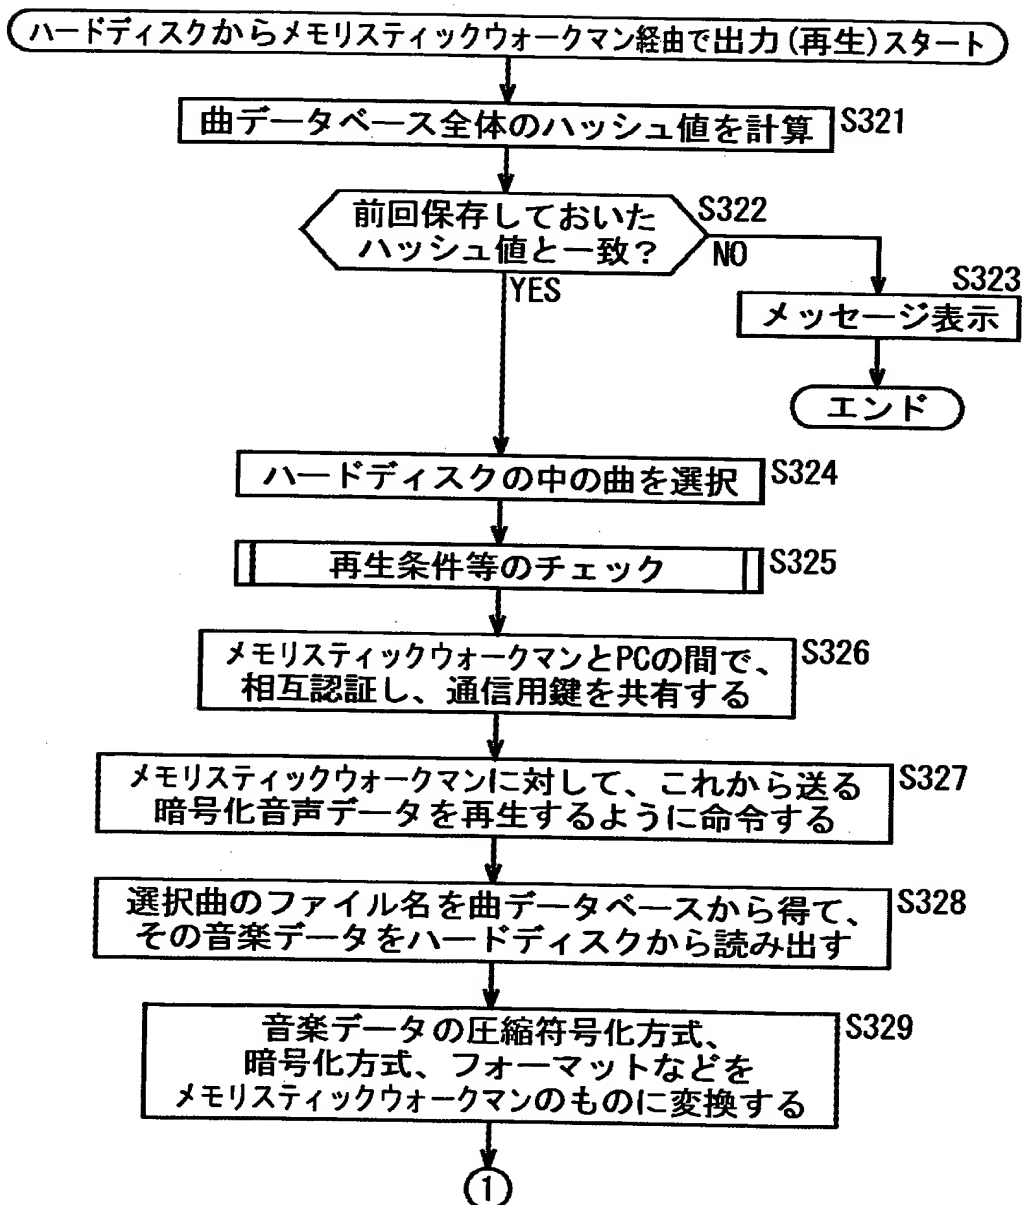 ハードディスクからメモリスティックウォークマン経由で出力(再生)スタート
曲データベース全体のハッシュ値を計算
S321
前回保存しておいた
ハッシュ値と一致?
S322
NO
YES
S323
メッセージ表示
エンド
ハードディスクの中の曲を選択
S324
再生条件等のチェック
S325
メモリスティックウォークマンとPCの間で、
相互認証し、通信用鍵を共有する
S326
メモリスティックウォークマンに対して、これから送る
暗号化音声データを再生するように命令する
S327
選択曲のファイル名を曲データベースから得て、
その音楽データをハードディスクから読み出す
S328
音楽データの圧縮符号化方式、
暗号化方式、フォーマットなどを
メモリスティックウォークマンのものに変換する
S329
1